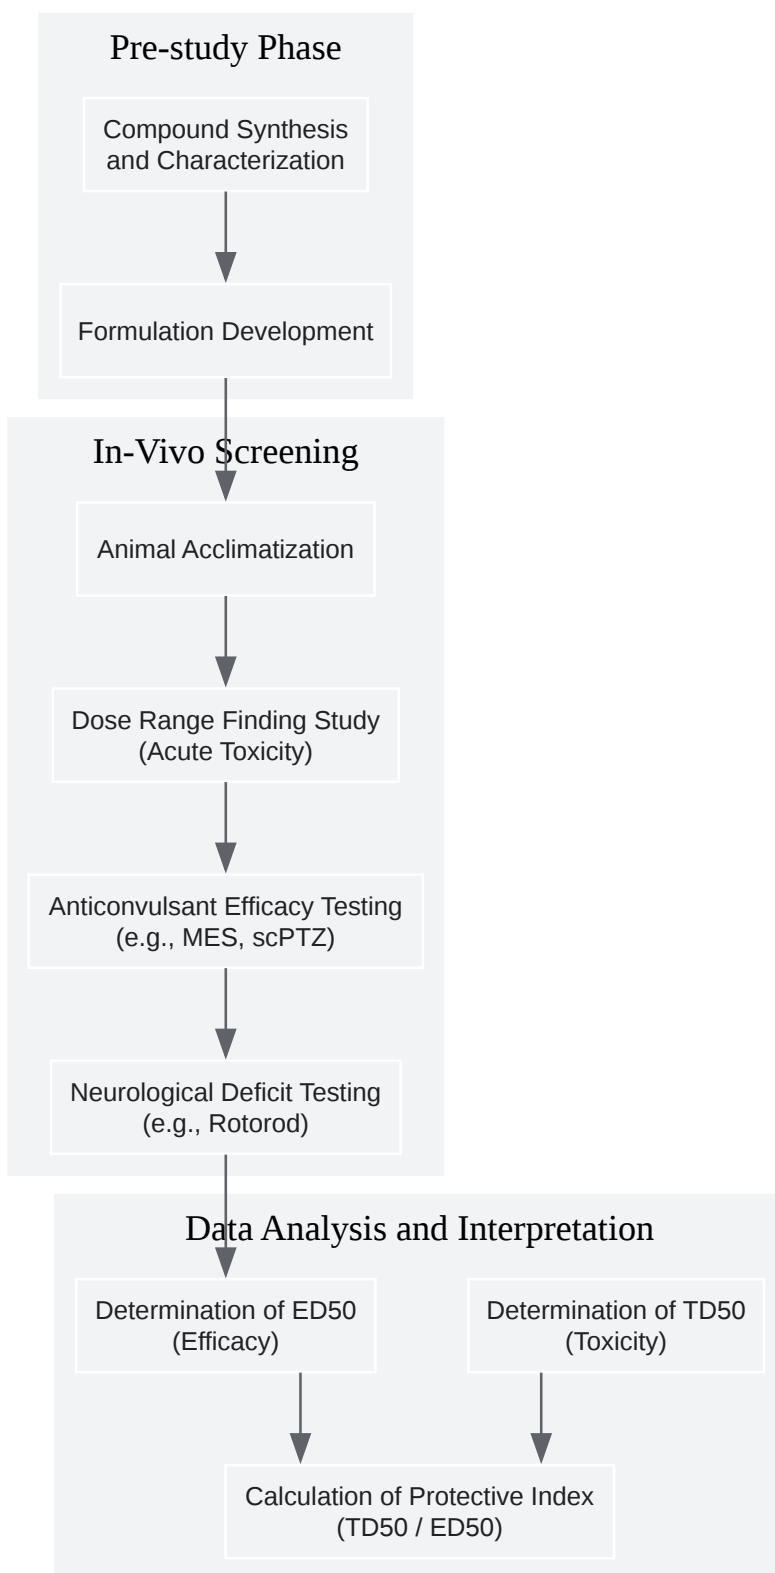 Pre-study Phase
Compound Synthesis
and Characterization
Formulation Development
In-Vivo Screening
Animal Acclimatization
Dose Range Finding Study
(Acute Toxicity)
Anticonvulsant Efficacy Testing
(e.g., MES, scPTZ)
Neurological Deficit Testing
(e.g., Rotorod)
Data Analysis and Interpretation
Determination of ED50
(Efficacy)
Determination of TD50
(Toxicity)
Calculation of Protective Index
(TD50 / ED50)